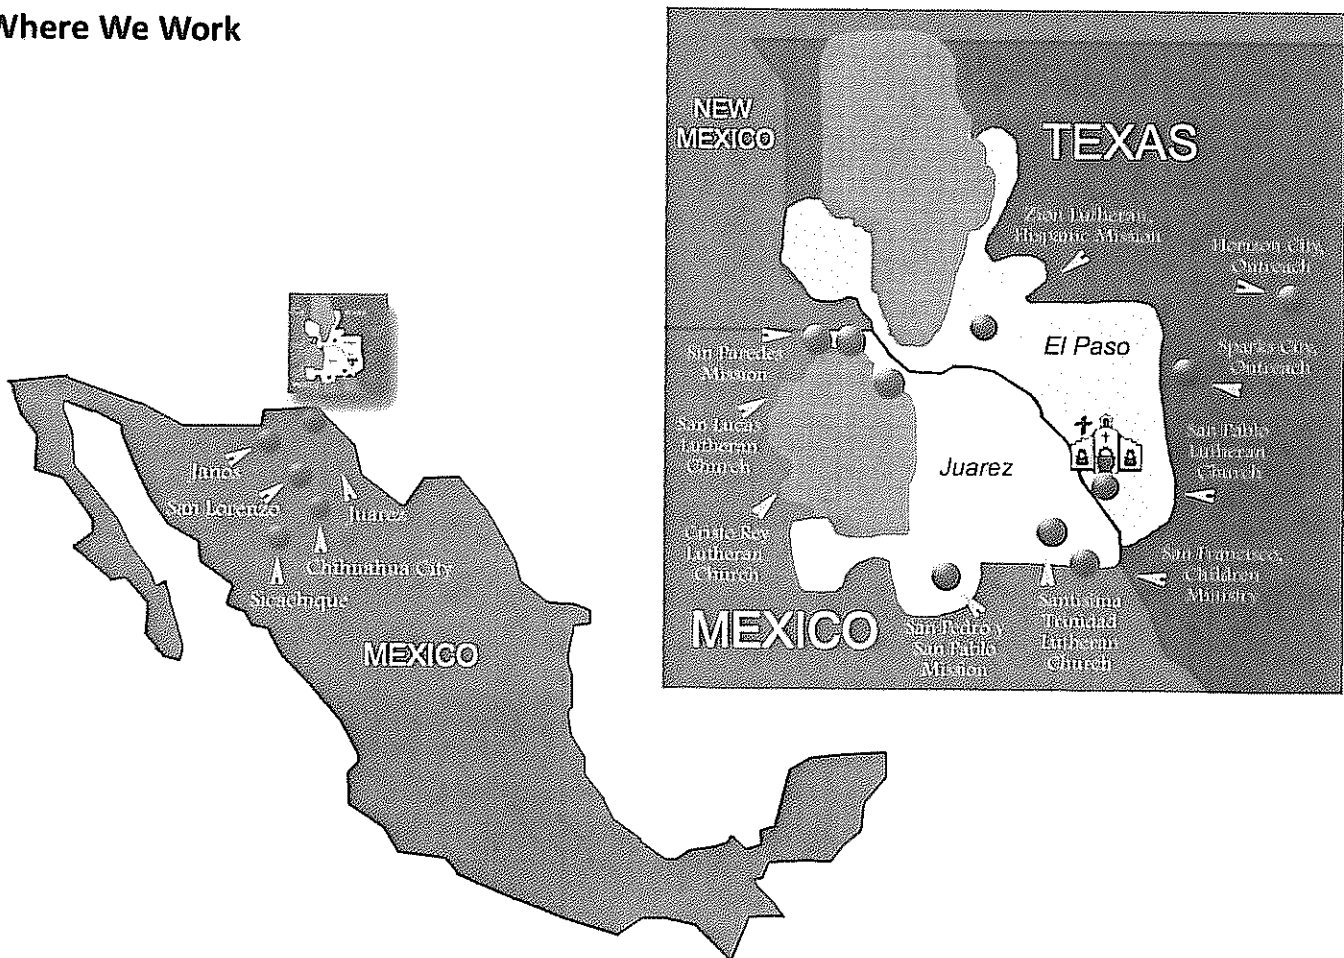 Where We Work
NEW
MEXICO
TEXAS
Zion Lutheran,
Hispanic Mission
Horizon City,
Outreach
El Paso
Sin Paredes
Mission
Sparks City,
Outreach
San Lucas
Lutheran
Church
San Pablo
Lutheran
Church
Juarez
Cristo Rey
Lutheran
Church
San Francisco,
Children
Ministry
MEXICO
San Pedro y
San Pablo
Mission
Santisima
Trinidad
Lutheran
Church
Janos
San Lorenzo
Juarez
Chihuahua City
Sicachique
MEXICO